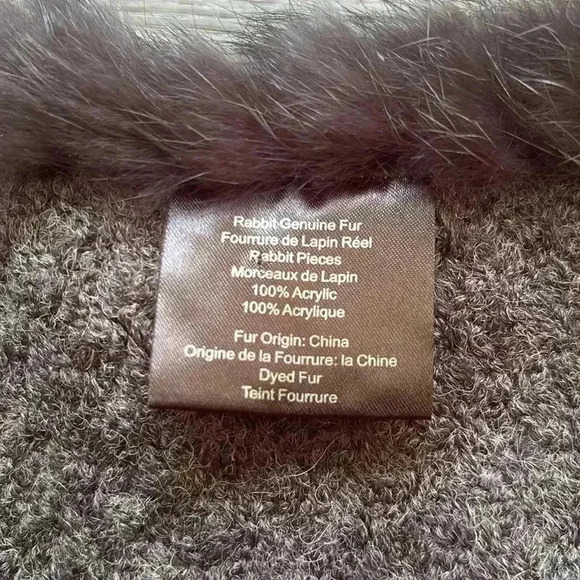 Rabbit Genuine Fur
Fourrure de Lapin Réel
Rabbit Pieces
Morceaux de Lapin
100% Acrylic
100% Acrylique
Fur Origin: China
Origine de la Fourrure: la Chine
Dyed Fur
Teint Fourrure